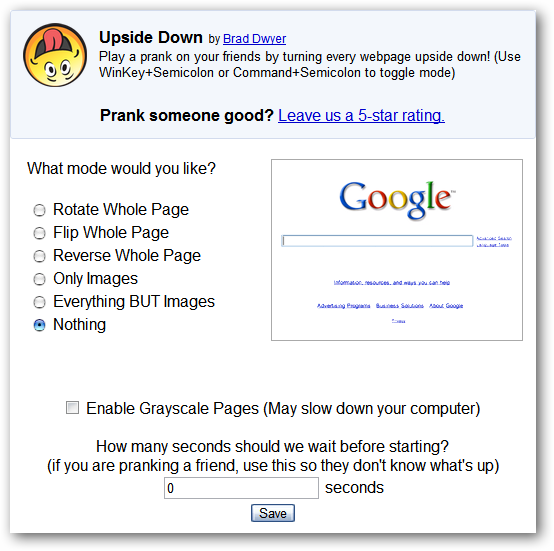 Upside Down by Brad Dwyer
Play a prank on your friends by turning every webpage upside down! (Use
WinKey+Semicolon or Command+Semicolon to toggle mode)
Prank someone good? Leave us a 5-star rating.
What mode would you like?
Rotate Whole Page
Flip Whole Page
Reverse Whole Page
Only Images
Everything BUT Images
Nothing
Google™
Advanced Search
Language Tools
Information, resources, and ways you can help
Advertising Programs Business Solutions About Google
Enable Grayscale Pages (May slow down your computer)
How many seconds should we wait before starting?
(if you are pranking a friend, use this so they don't know what's up)
0 seconds
Save